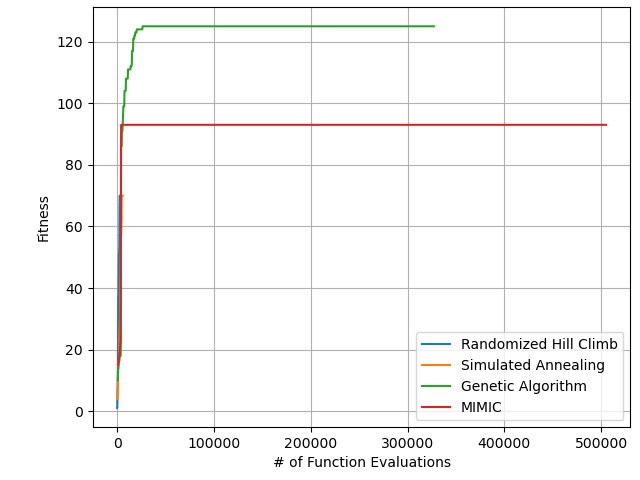 Fitness
120
100
80
60
40
20
0
0 100000 200000 300000 400000 500000
# of Function Evaluations
Randomized Hill Climb
Simulated Annealing
Genetic Algorithm
MIMIC